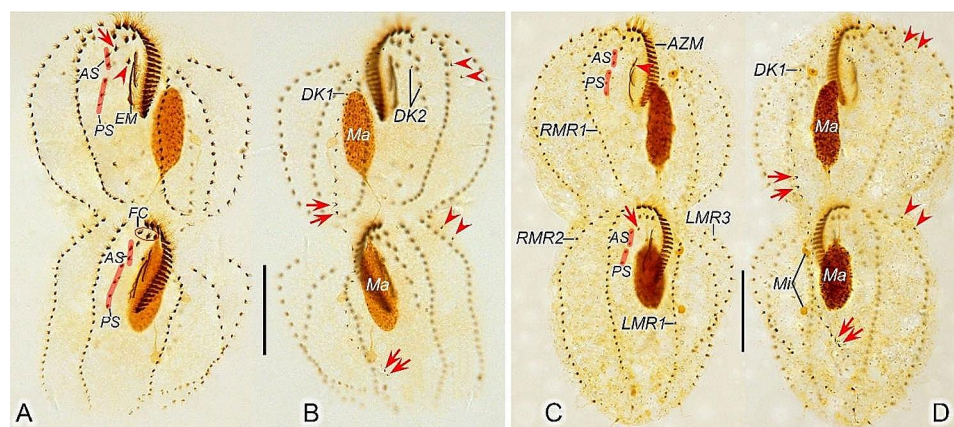 AS
PS
EM
FC
AS
PS
A
DK1
Ma
DK2
Ma
B
AZM
AS
PS
RMR1
RMR2
AS
PS
LMR3
LMR1
C
DK1
Ma
Mi
Ma
D